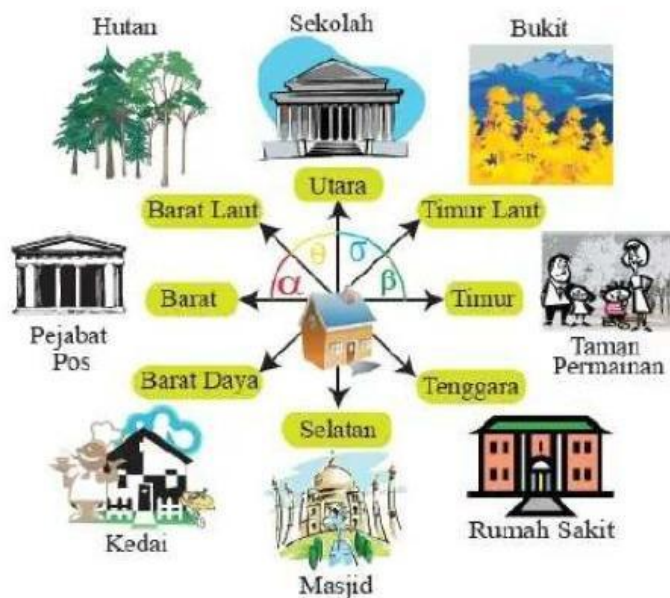 Hutan
Sekolah
Bukit
Utara
Barat Laut
Timur Laut
θ
σ
α
β
Barat
Timur
Pejabat
Pos
Taman
Permainan
Barat Daya
Tenggara
Selatan
Kedai
Rumah Sakit
Masjid